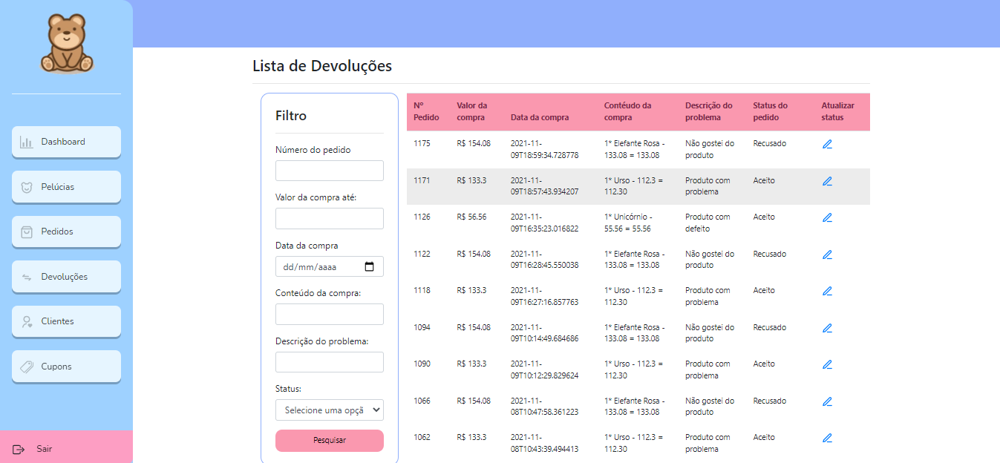 Lista de Devoluções
Dashboard
Pelúcias
Pedidos
Devoluções
Clientes
Cupons
Sair
Filtro
Número do pedido
Valor da compra até:
Data da compra
dd/mm/aaaa
Conteúdo da compra:
Descrição do problema:
Status:
Selecione uma opçã
Pesquisar
Nº Pedido Valor da compra Data da compra Contéudo da compra Descrição do problema Status do pedido Atualizar status
1175 R$ 154.08 2021-11-09T18:59:34.728778 1* Elefante Rosa - 133.08 = 133.08 Não gostei do produto Recusado
1171 R$ 133.3 2021-11-09T18:57:43.934207 1* Urso - 112.3 = 112.30 Produto com problema Aceito
1126 R$ 56.56 2021-11-09T16:35:23.016822 1* Unicórnio - 55.56 = 55.56 Produto com defeito Aceito
1122 R$ 154.08 2021-11-09T16:28:45.550038 1* Elefante Rosa - 133.08 = 133.08 Não gostei do produto Recusado
1118 R$ 133.3 2021-11-09T16:27:16.857763 1* Urso - 112.3 = 112.30 Produto com problema Aceito
1094 R$ 154.08 2021-11-09T10:14:49.684686 1* Elefante Rosa - 133.08 = 133.08 Não gostei do produto Recusado
1090 R$ 133.3 2021-11-09T10:12:29.829624 1* Urso - 112.3 = 112.30 Produto com problema Aceito
1066 R$ 154.08 2021-11-08T10:47:58.361223 1* Elefante Rosa - 133.08 = 133.08 Não gostei do produto Recusado
1062 R$ 133.3 2021-11-08T10:43:39.494413 1* Urso - 112.3 = 112.30 Produto com problema Aceito